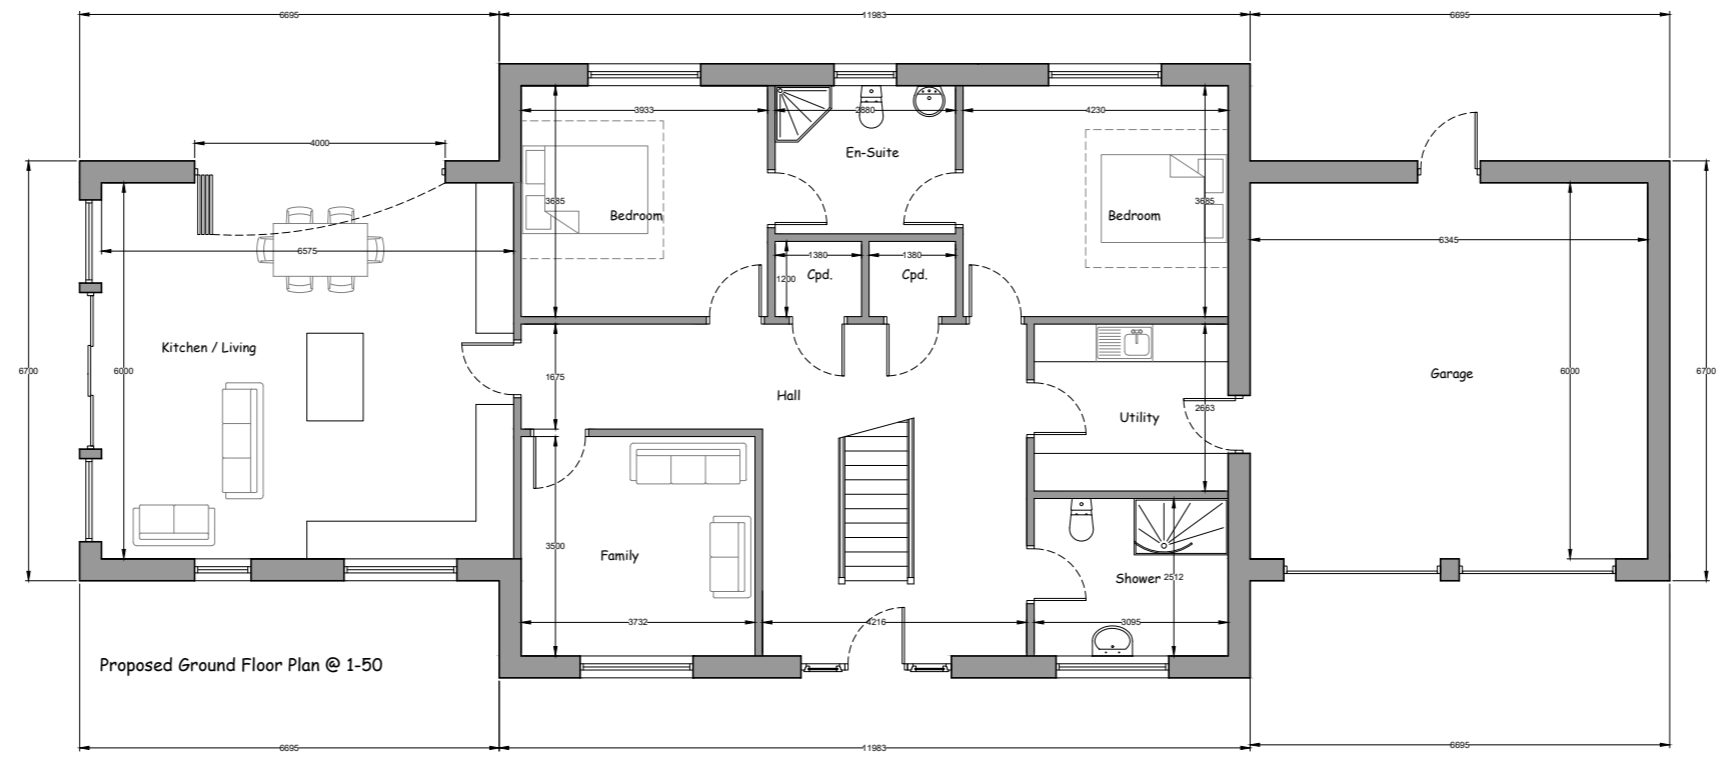 6695
11983
6695
4000
3933
2880
4230
En-Suite
3685
Bedroom
Bedroom
3685
6575
6345
1380
1380
1200
Cpd.
Cpd.
Kitchen / Living
6700
6000
1675
Hall
Utility
2663
Garage
6000
6700
3500
Family
Shower
2512
3732
4216
3095
Proposed Ground Floor Plan @ 1-50
6695
11983
6695